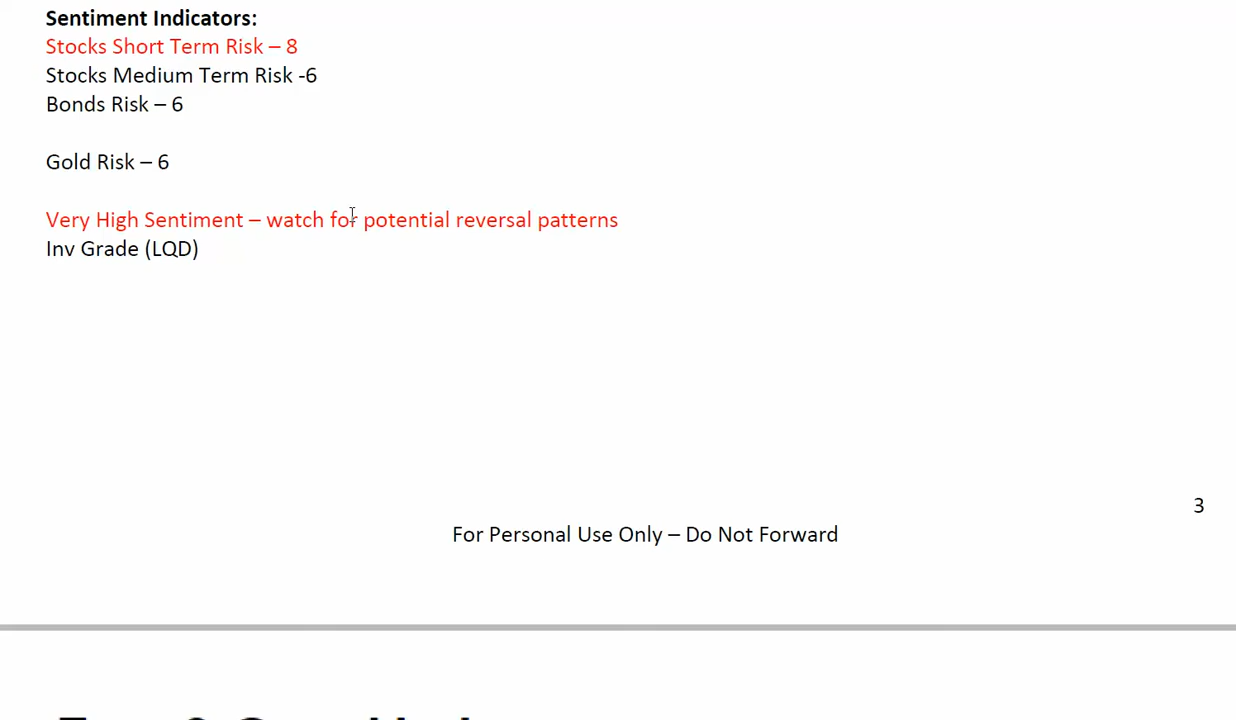 Sentiment Indicators:
Stocks Short Term Risk – 8
Stocks Medium Term Risk -6
Bonds Risk – 6
Gold Risk – 6
Very High Sentiment – watch for potential reversal patterns
Inv Grade (LQD)
3
For Personal Use Only – Do Not Forward